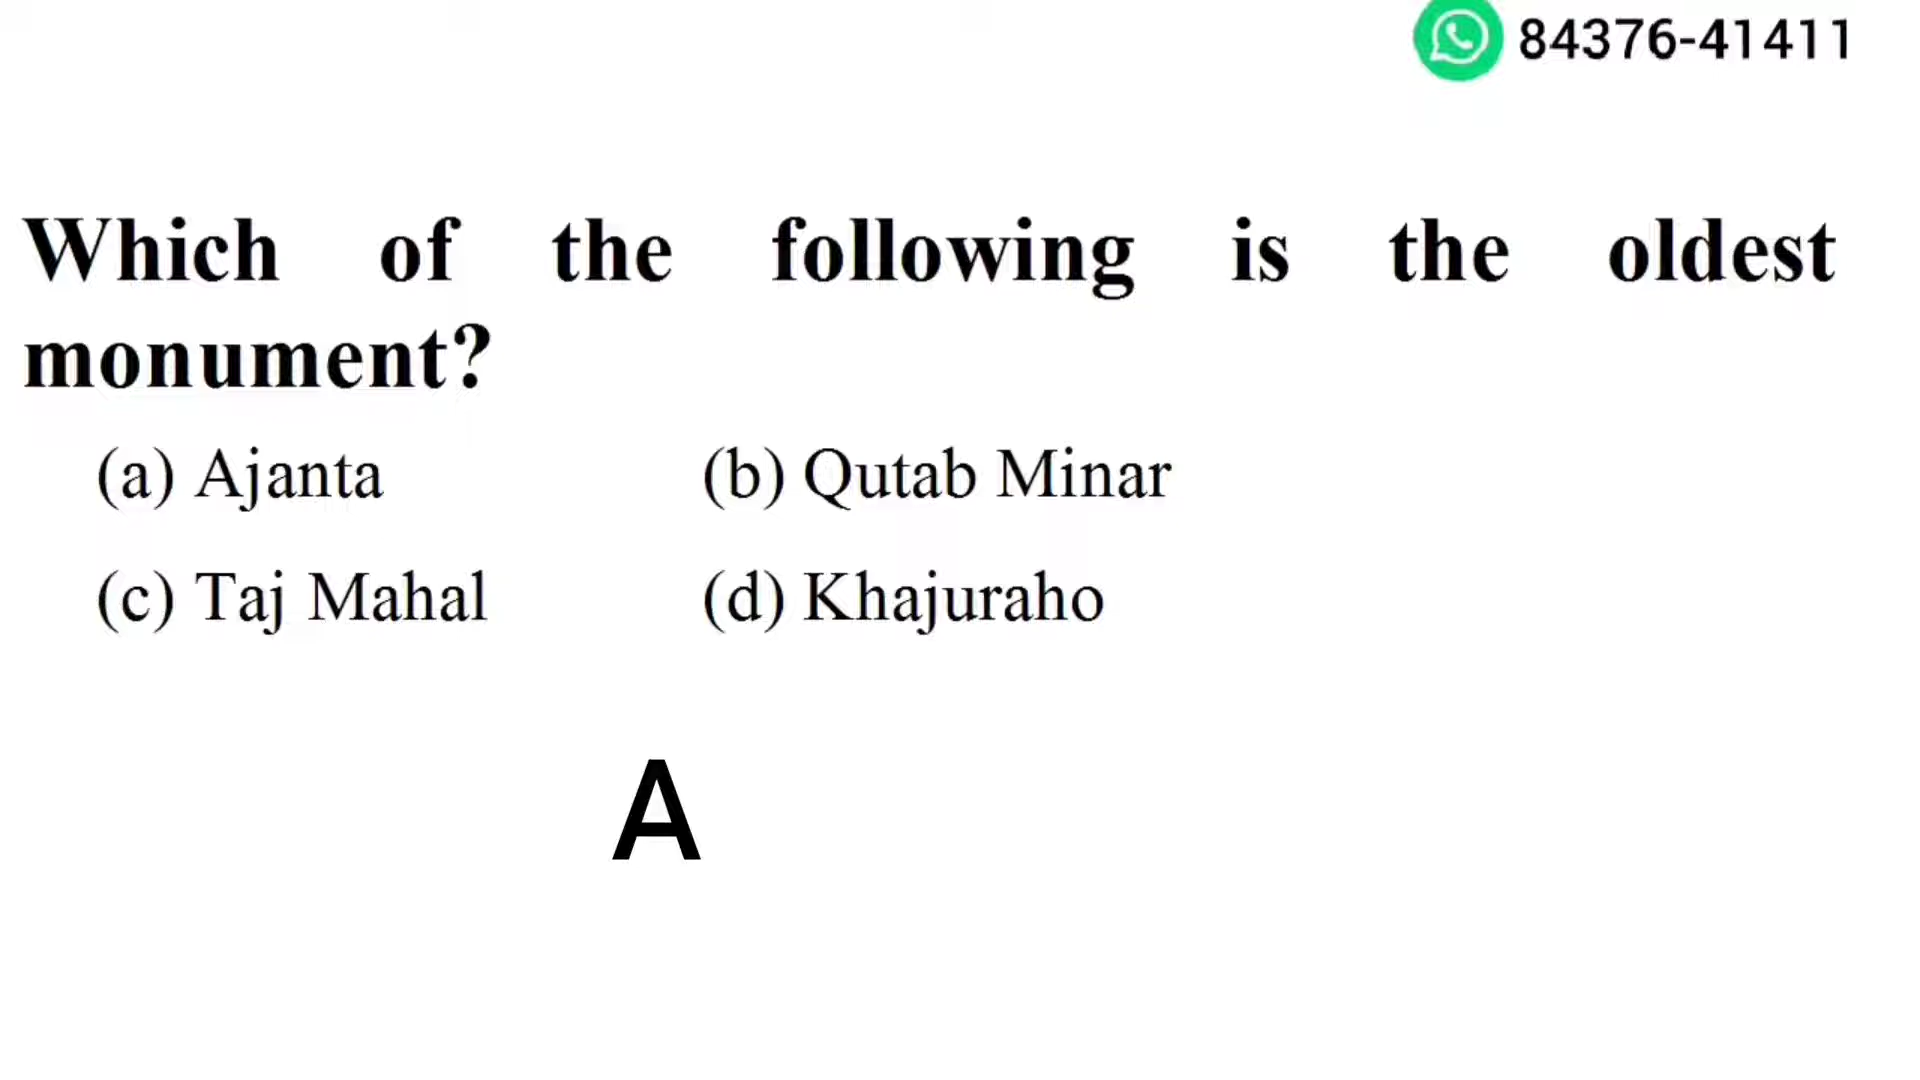 84376-41411
Which of the following is the oldest
monument?
(a) Ajanta (b) Qutab Minar
(c) Taj Mahal (d) Khajuraho
A